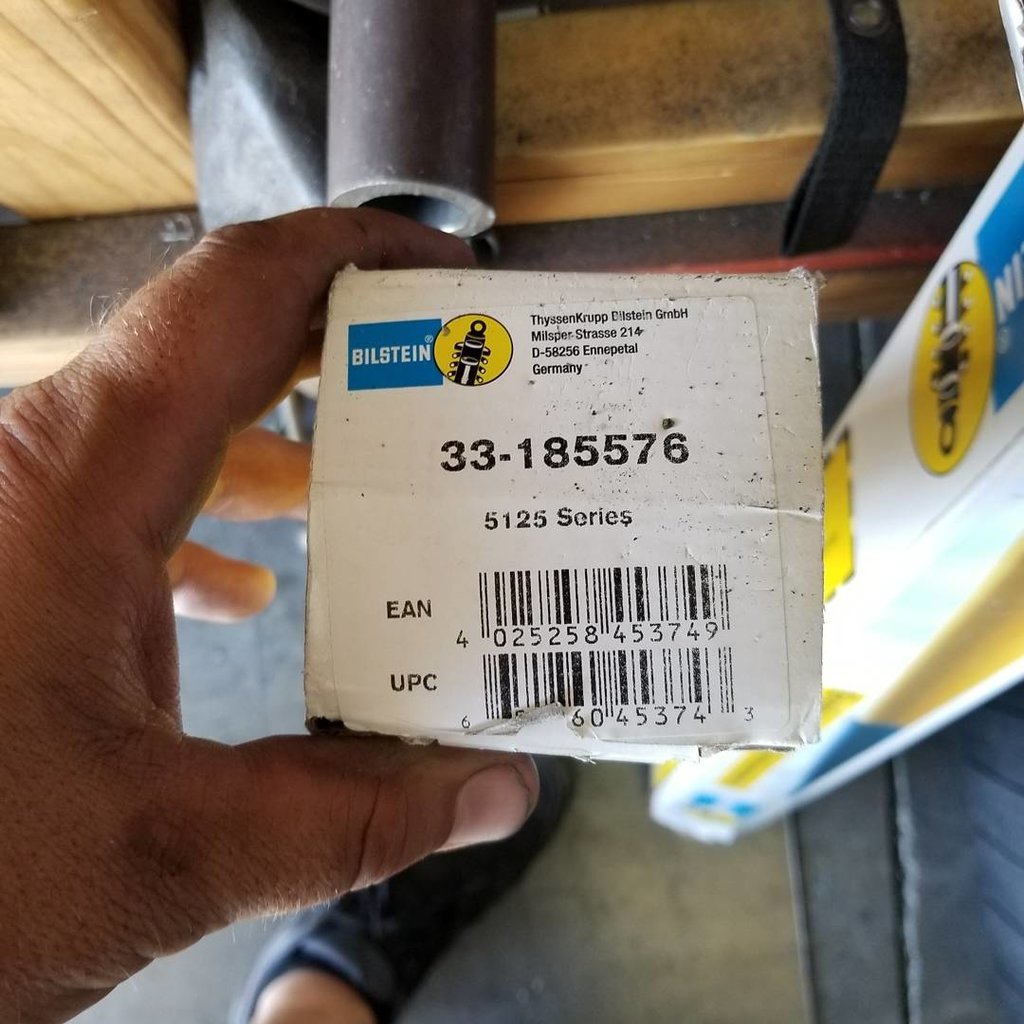 BILSTEIN®
ThyssenKrupp Bilstein GmbH
Milsper Strasse 214
D-58256 Ennepetal
Germany
33-185576
5125 Series
EAN
4 025258 453749
UPC
6 60 45374 3